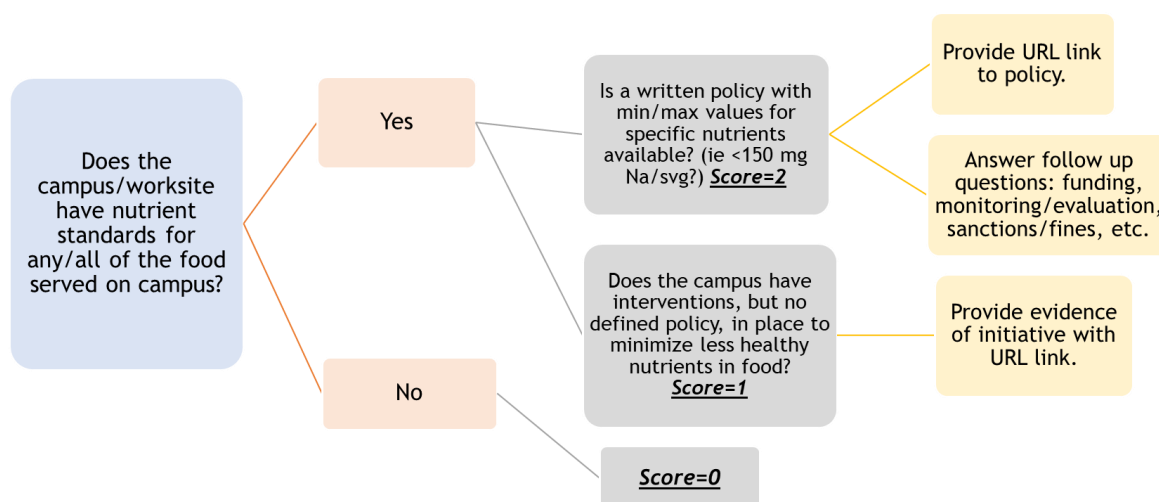 Does the
campus/worksite
have nutrient
standards for
any/all of the food
served on campus?
Yes
No
Is a written policy with
min/max values for
specific nutrients
available? (ie <150 mg
Na/svg?) Score=2
Does the campus have
interventions, but no
defined policy, in place to
minimize less healthy
nutrients in food?
Score=1
Score=0
Provide URL link
to policy.
Answer follow up
questions: funding,
monitoring/evaluation,
sanctions/fines, etc.
Provide evidence
of initiative with
URL link.